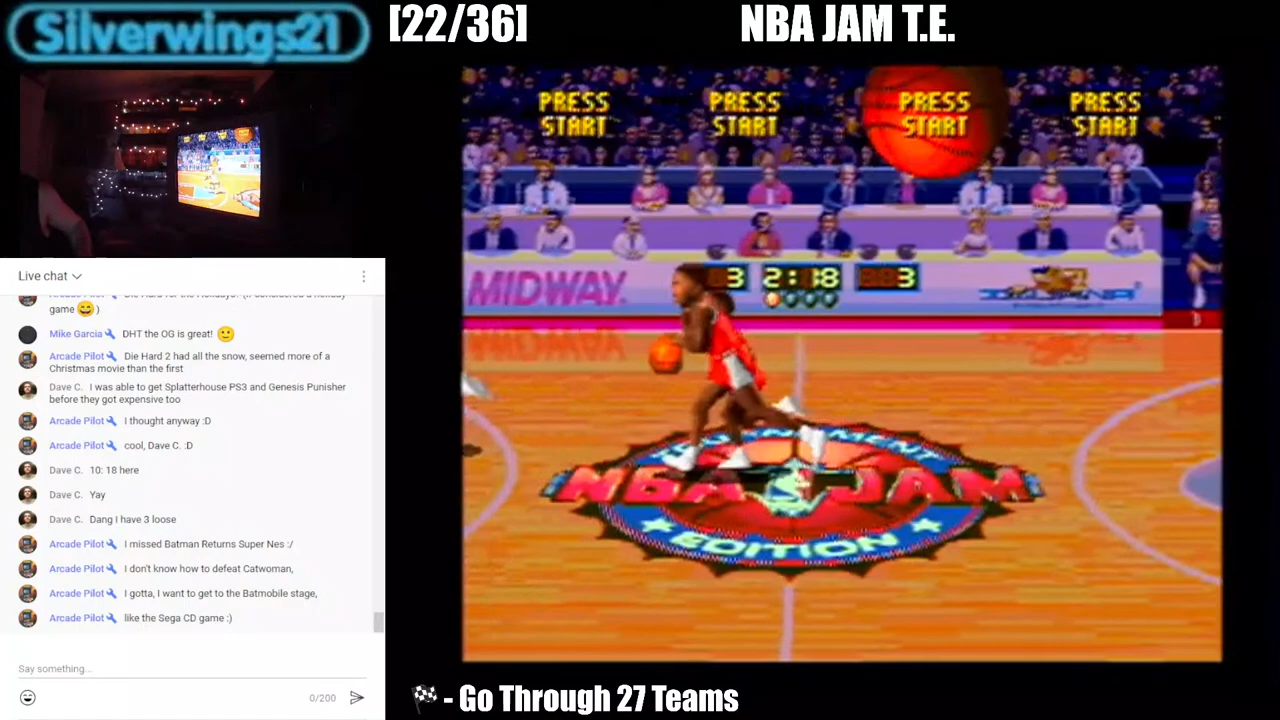 Silverwings21
[22/36]
NBA JAM T.E.
PRESS START
PRESS START
PRESS START
PRESS START
MIDWAY
3 2:38 3
TOURNAMENT
NBA JAM
EDITION
Live chat
game 😄 )
Mike Garcia DHT the OG is great! 🙂
Arcade Pilot Die Hard 2 had all the snow, seemed more of a
Christmas movie than the first
Dave C. I was able to get Splatterhouse PS3 and Genesis Punisher
before they got expensive too
Arcade Pilot I thought anyway :D
Arcade Pilot cool, Dave C. :D
Dave C. 10: 18 here
Dave C. Yay
Dave C. Dang I have 3 loose
Arcade Pilot I missed Batman Returns Super Nes :/
Arcade Pilot I don't know how to defeat Catwoman,
Arcade Pilot I gotta, I want to get to the Batmobile stage,
Arcade Pilot like the Sega CD game :)
Say something...
0/200
🏁 - Go Through 27 Teams